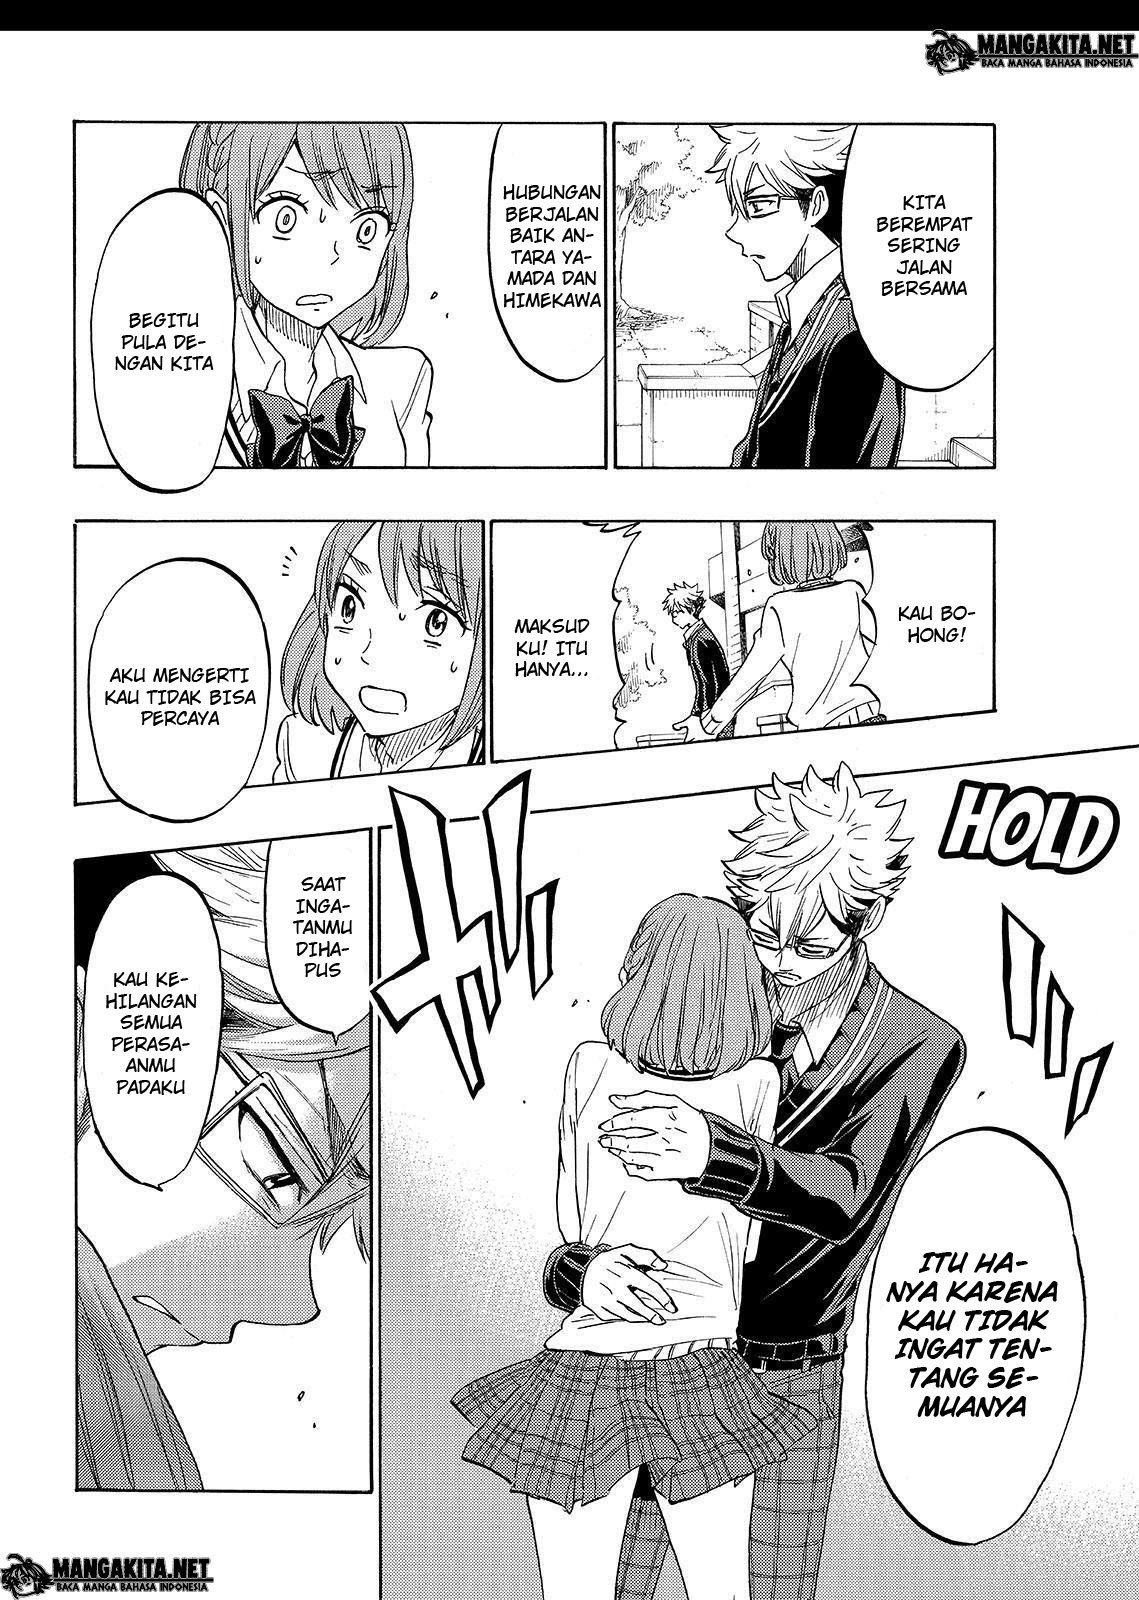 MANGAKITA.NET
BACA MANGA BAHASA INDONESIA
KITA
BEREMPAT
SERING
JALAN
BERSAMA
HUBUNGAN
BERJALAN
BAIK AN-
TARA YA-
MADA DAN
HIMEKAWA
BEGITU
PULA DE-
NGAN KITA
KAU BO-
HONG!
MAKSUD
KU! ITU
HANYA...
AKU MENGERTI
KAU TIDAK BISA
PERCAYA
HOLD
ITU HA-
NYA KARENA
KAU TIDAK
INGAT TEN-
TANG SE-
MUANYA
SAAT
INGA-
TANMU
DIHA-
PUS
KAU KE-
HILANGAN
SEMUA
PERASA-
ANMU
PADAKU
MANGAKITA.NET
BACA MANGA BAHASA INDONESIA